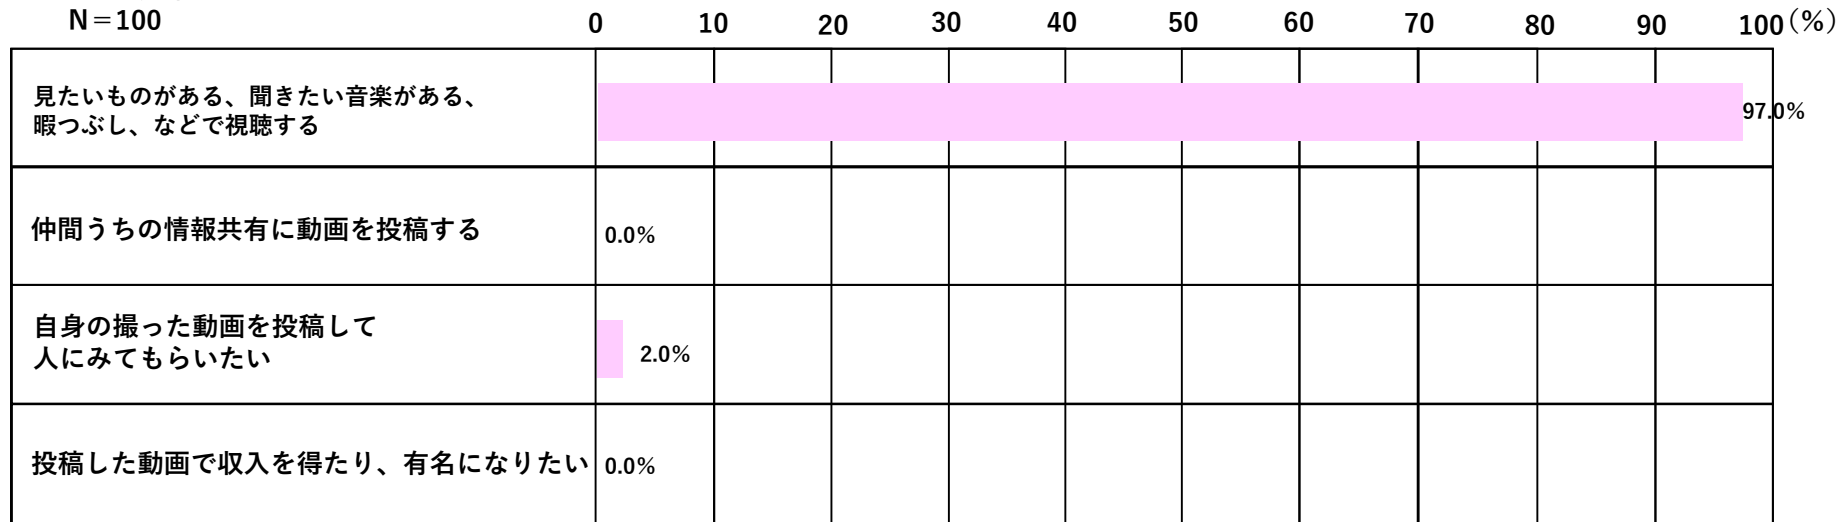 N＝100
0 10 20 30 40 50 60 70 80 90 100(%)
見たいものがある、聞きたい音楽がある、
暇つぶし、などで視聴する
97.0%
仲間うちの情報共有に動画を投稿する
0.0%
自身の撮った動画を投稿して
人にみてもらいたい
2.0%
投稿した動画で収入を得たり、有名になりたい
0.0%